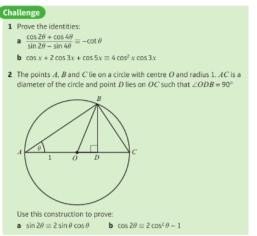 Challenge
1 Prove the identities:
a cos 2θ + cos 4θ / sin 2θ − sin 4θ ≡ −cot θ
b cos x + 2 cos 3x + cos 5x ≡ 4 cos² x cos 3x
2 The points A, B and C lie on a circle with centre O and radius 1. AC is a
diameter of the circle and point D lies on OC such that ∠ODB = 90°
B
A θ 1 O D C
Use this construction to prove:
a sin 2θ ≡ 2 sin θ cos θ b cos 2θ ≡ 2 cos² θ − 1